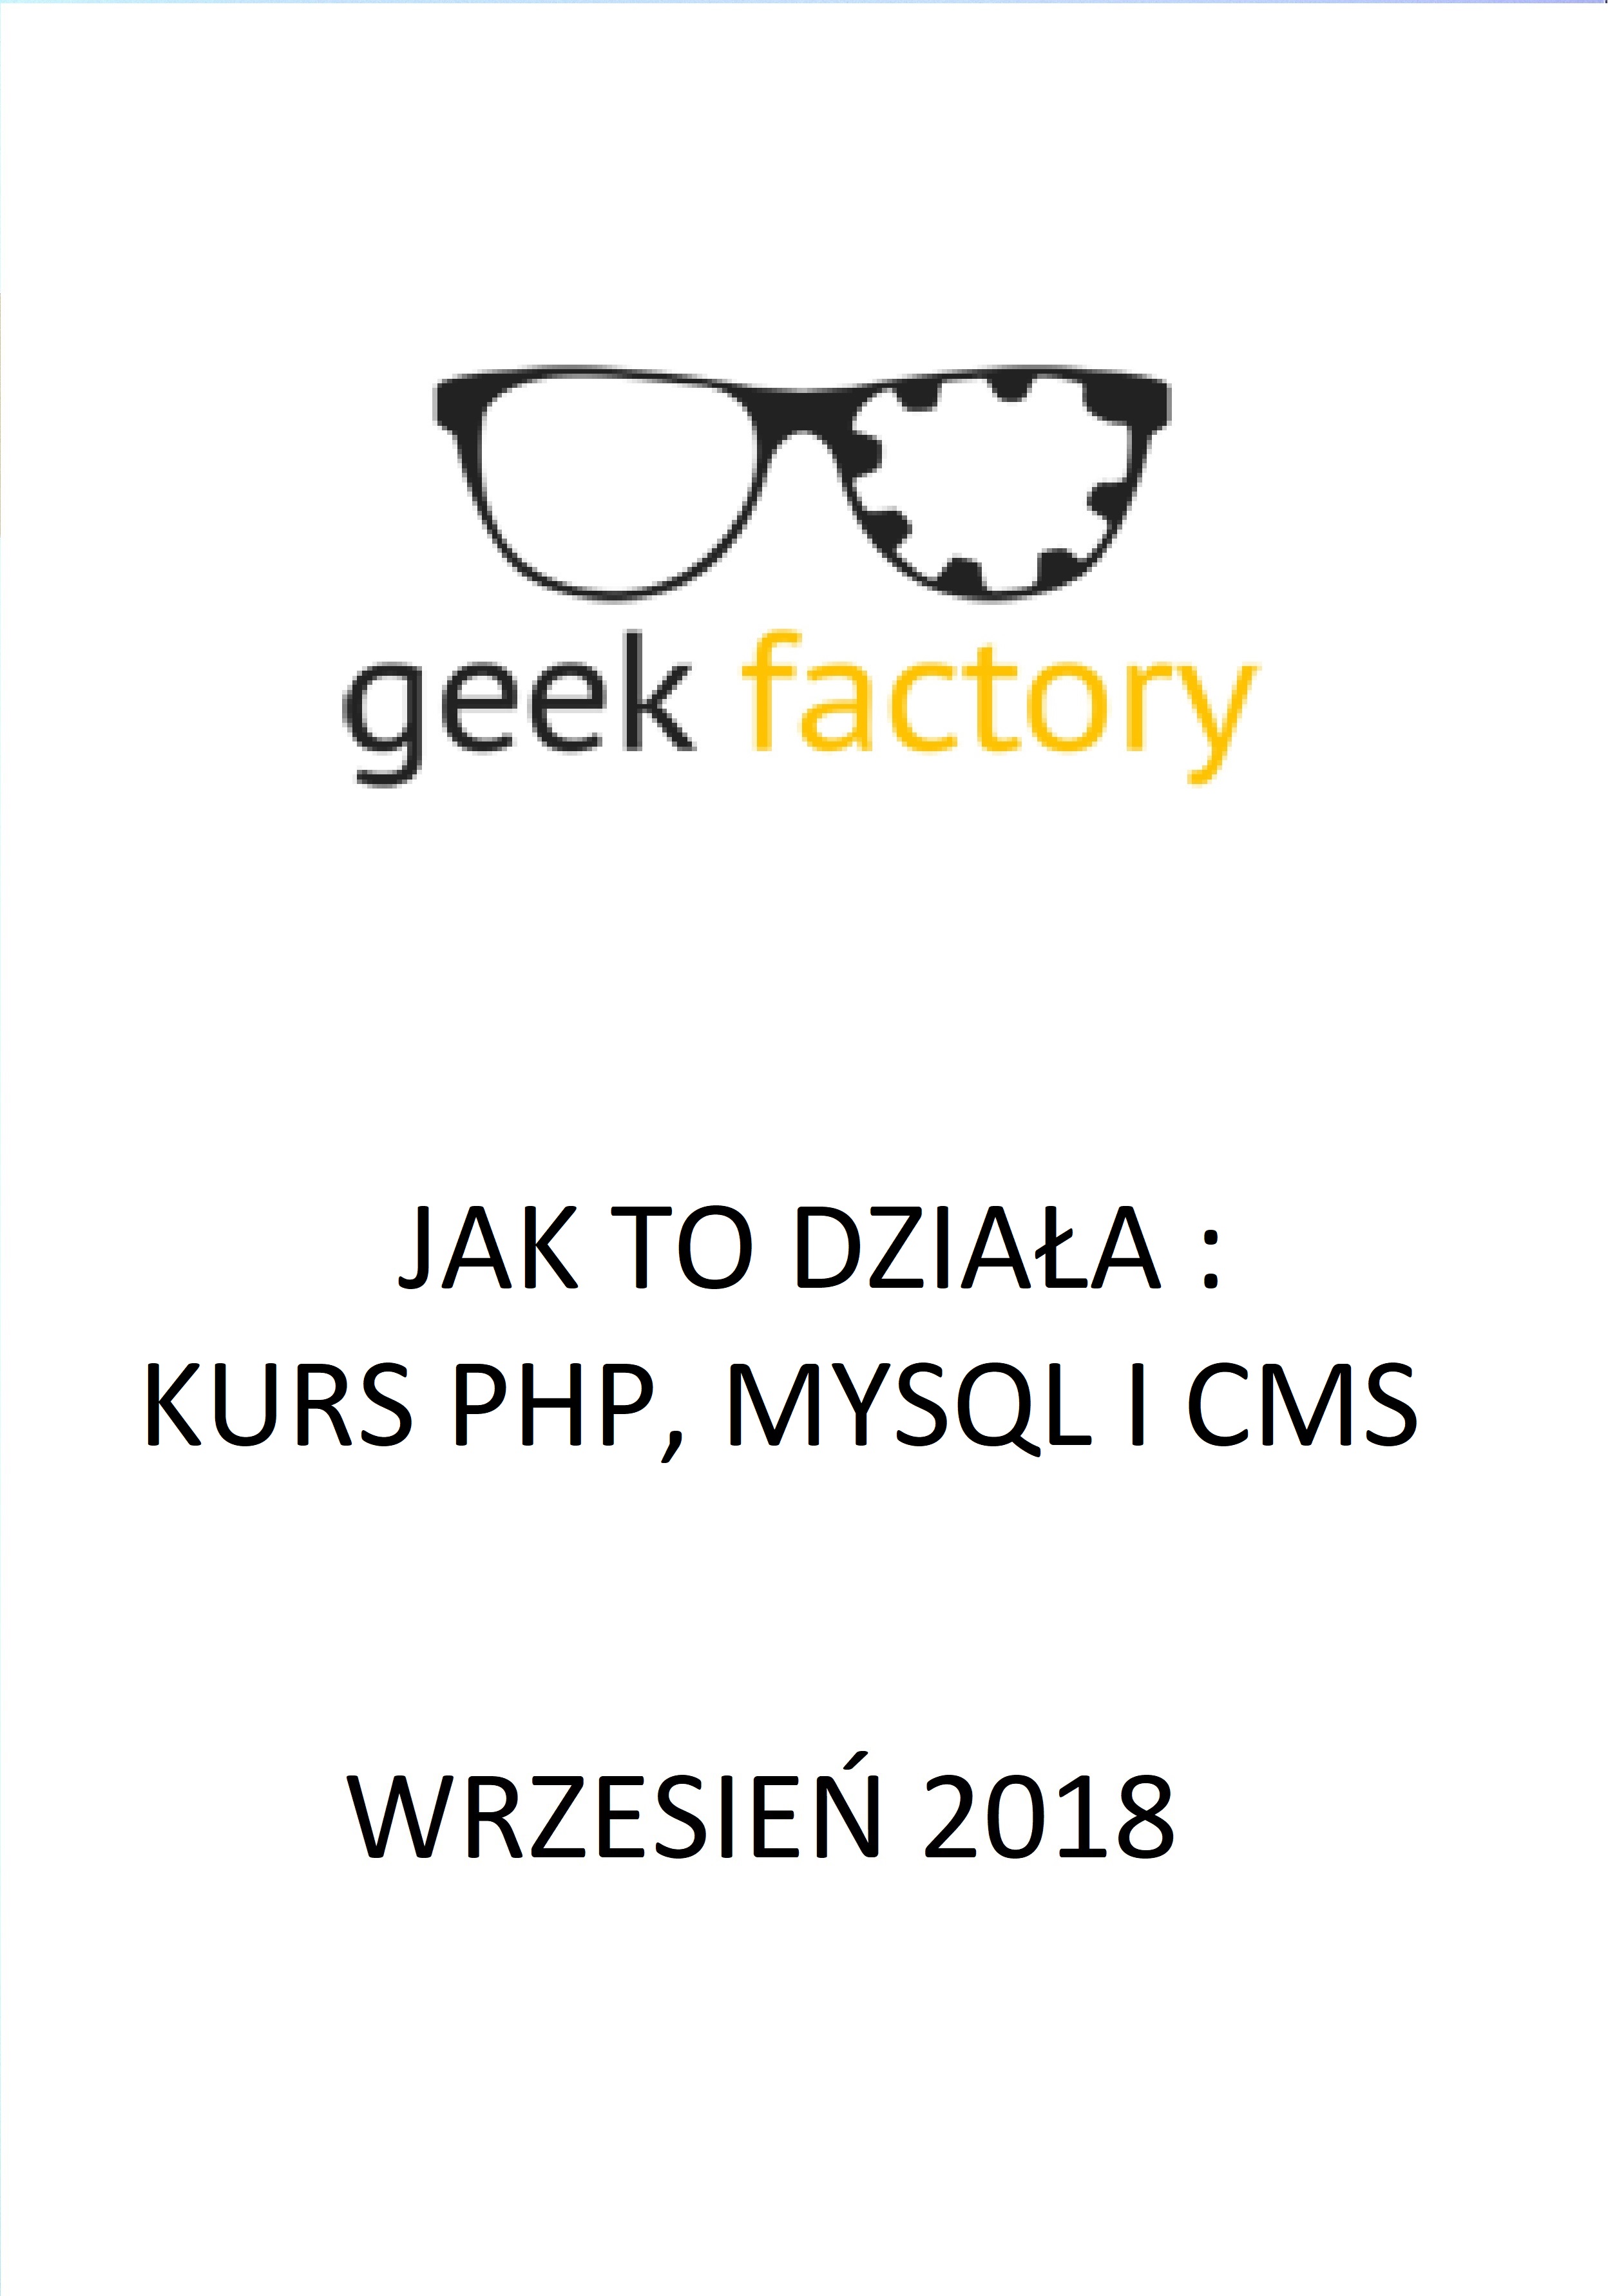 geek factory
JAK TO DZIAŁA :
KURS PHP, MYSQL I CMS
WRZESIEŃ 2018